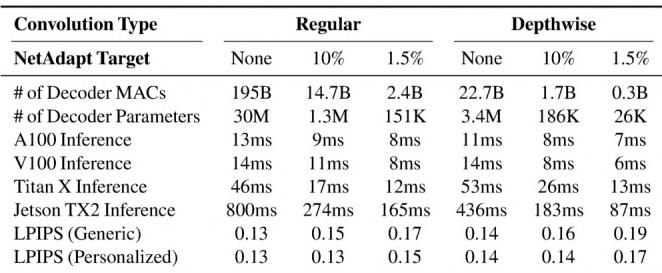 Convolution Type Regular Depthwise
NetAdapt Target None 10% 1.5% None 10% 1.5%
# of Decoder MACs 195B 14.7B 2.4B 22.7B 1.7B 0.3B
# of Decoder Parameters 30M 1.3M 151K 3.4M 186K 26K
A100 Inference 13ms 9ms 8ms 11ms 8ms 7ms
V100 Inference 14ms 11ms 8ms 14ms 8ms 6ms
Titan X Inference 46ms 17ms 12ms 53ms 26ms 13ms
Jetson TX2 Inference 800ms 274ms 165ms 436ms 183ms 87ms
LPIPS (Generic) 0.13 0.15 0.17 0.14 0.16 0.19
LPIPS (Personalized) 0.13 0.13 0.15 0.14 0.14 0.17